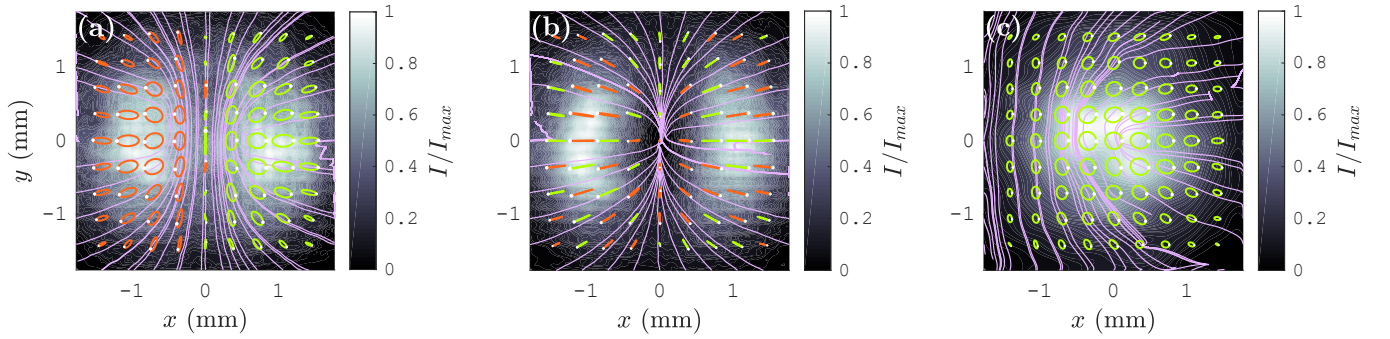 (a) (b) (c)
1 1 1
1 0.8 0.6 0.4 0.2 0
1 0.8 0.6 0.4 0.2 0
1 0.8 0.6 0.4 0.2 0
0 0 0
-1 -1 -1
y (mm)
I/I_max I/I_max I/I_max
-1 0 1 -1 0 1 -1 0 1
x (mm) x (mm) x (mm)